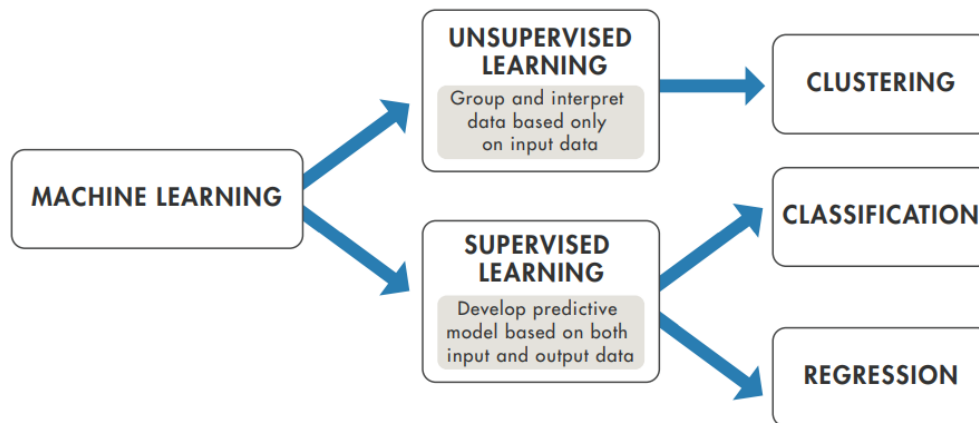 MACHINE LEARNING
UNSUPERVISED
LEARNING
Group and interpret
data based only
on input data
SUPERVISED
LEARNING
Develop predictive
model based on both
input and output data
CLUSTERING
CLASSIFICATION
REGRESSION